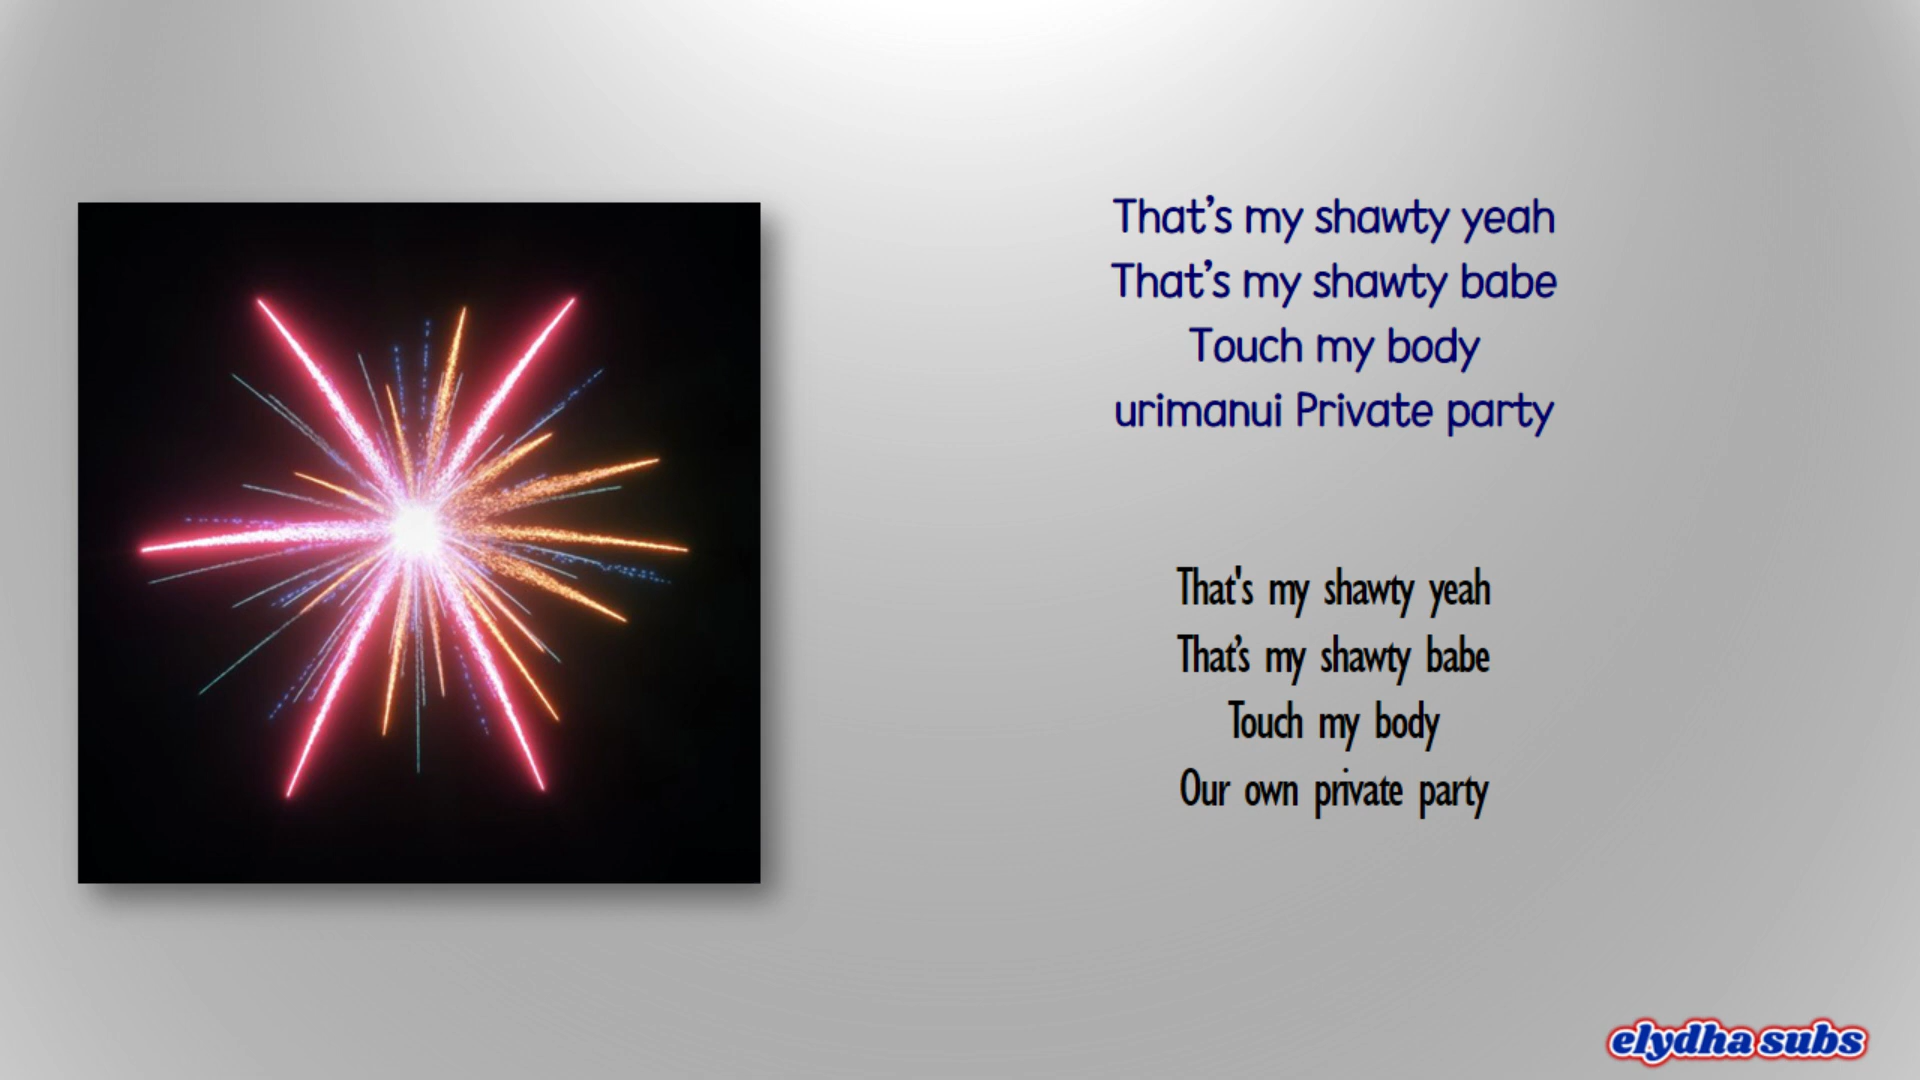 That’s my shawty yeah
That’s my shawty babe
Touch my body
urimanui Private party
That's my shawty yeah
That’s my shawty babe
Touch my body
Our own private party
elydha subs